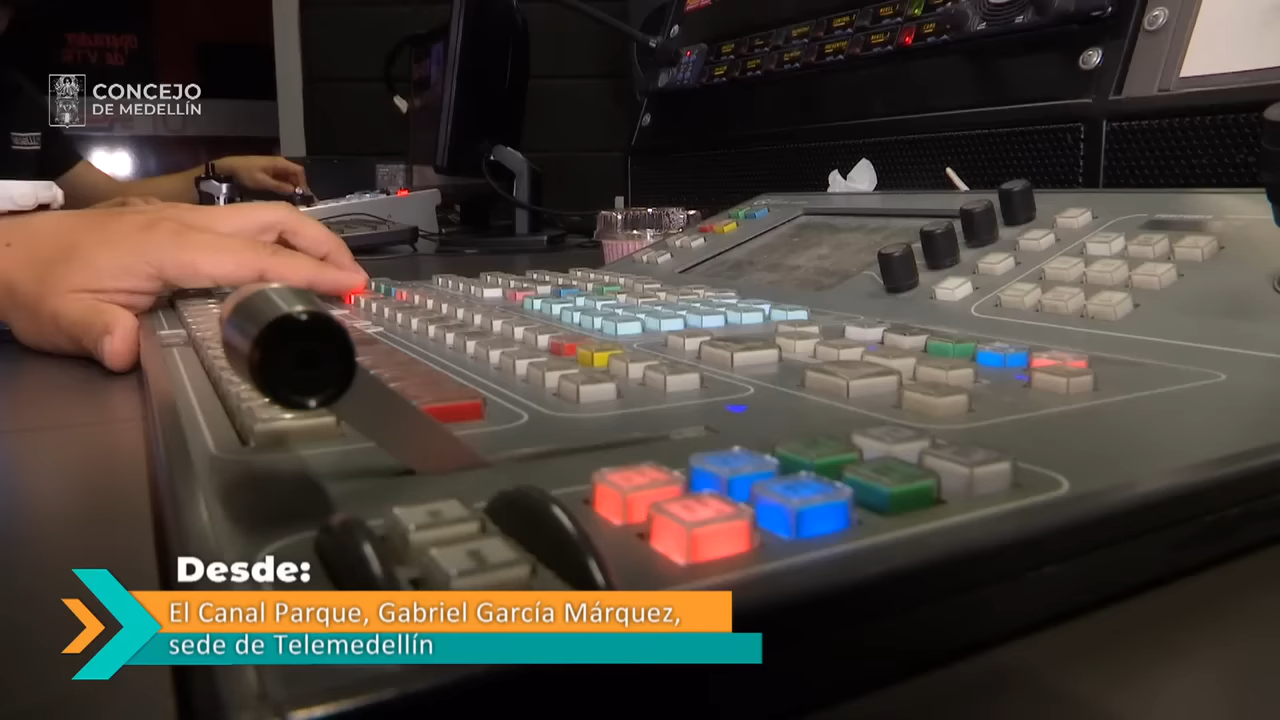 CONCEJO
DE MEDELLÍN
Desde:
El Canal Parque, Gabriel García Márquez,
sede de Telemedellín